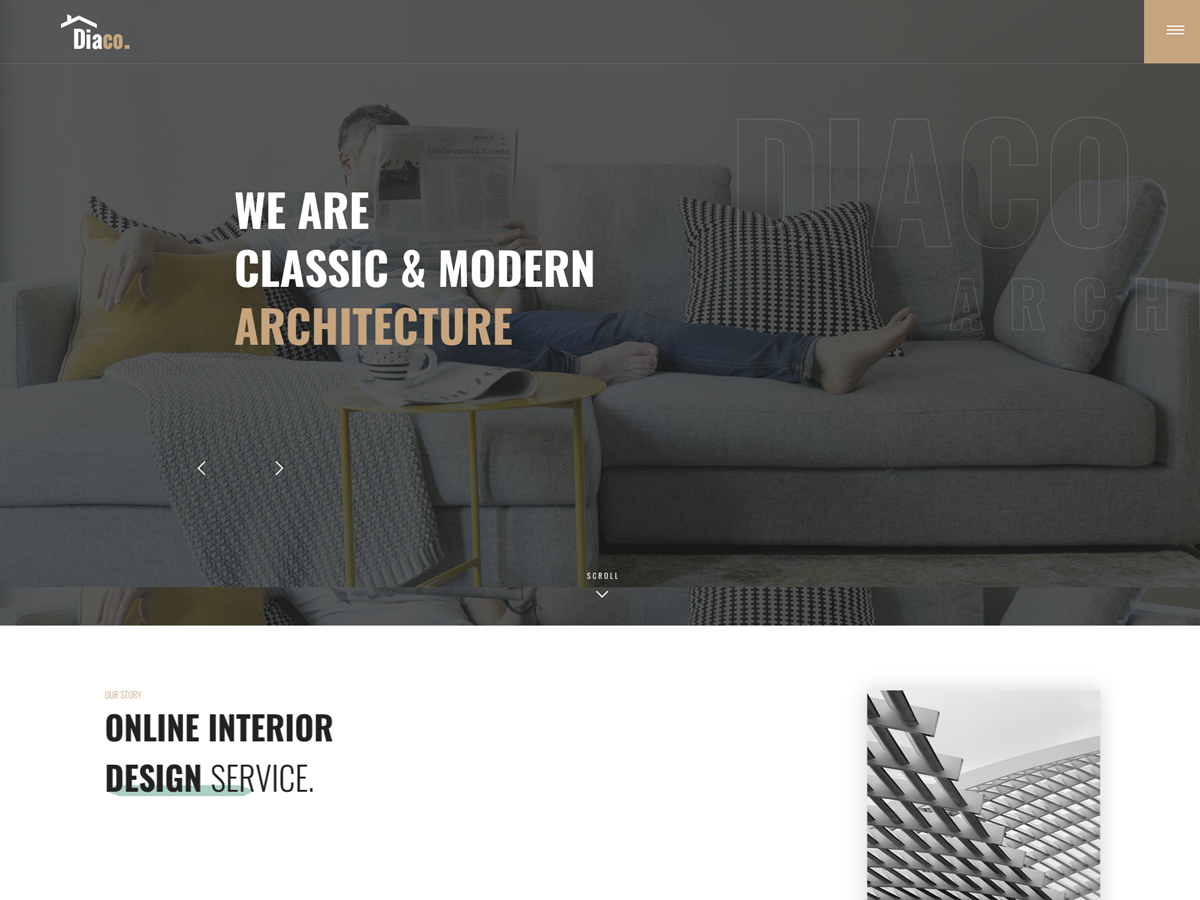 Diaco.
DIACO
ARCH
WE ARE
CLASSIC & MODERN
ARCHITECTURE
SCROLL
OUR STORY
ONLINE INTERIOR
DESIGN SERVICE.